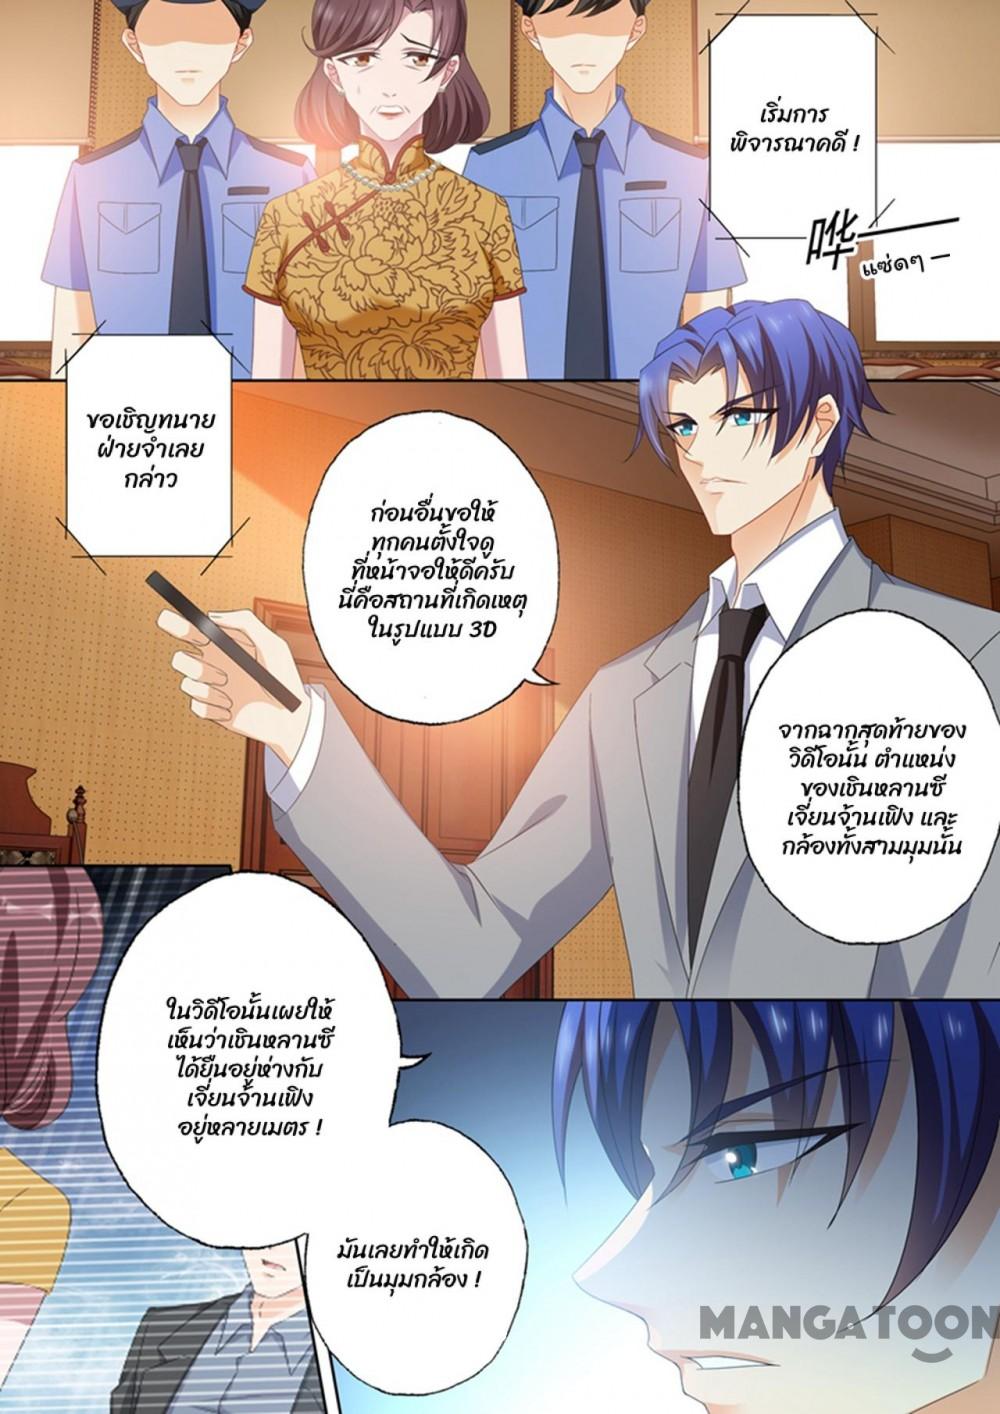 เริ่มการ
พิจารณาคดี !
哗
แซ่ดๆ
ขอเชิญทนาย
ฝ่ายจำเลย
กล่าว
ก่อนอื่นขอให้
ทุกคนตั้งใจดู
ที่หน้าจอให้ดีครับ
นี่คือสถานที่เกิดเหตุ
ในรูปแบบ 3D
จากฉากสุดท้ายของ
วิดีโอนั้น ตำแหน่ง
ของเชินหลานซี
เจี่ยนจ้านเฟิง และ
กล้องทั้งสามมุมนั้น
ในวิดีโอนั้นเผยให้
เห็นว่าเชินหลานซี
ได้ยืนอยู่ห่างกับ
เจี่ยนจ้านเฟิง
อยู่หลายเมตร !
มันเลยทำให้เกิด
เป็นมุมกล้อง !
MANGATOON